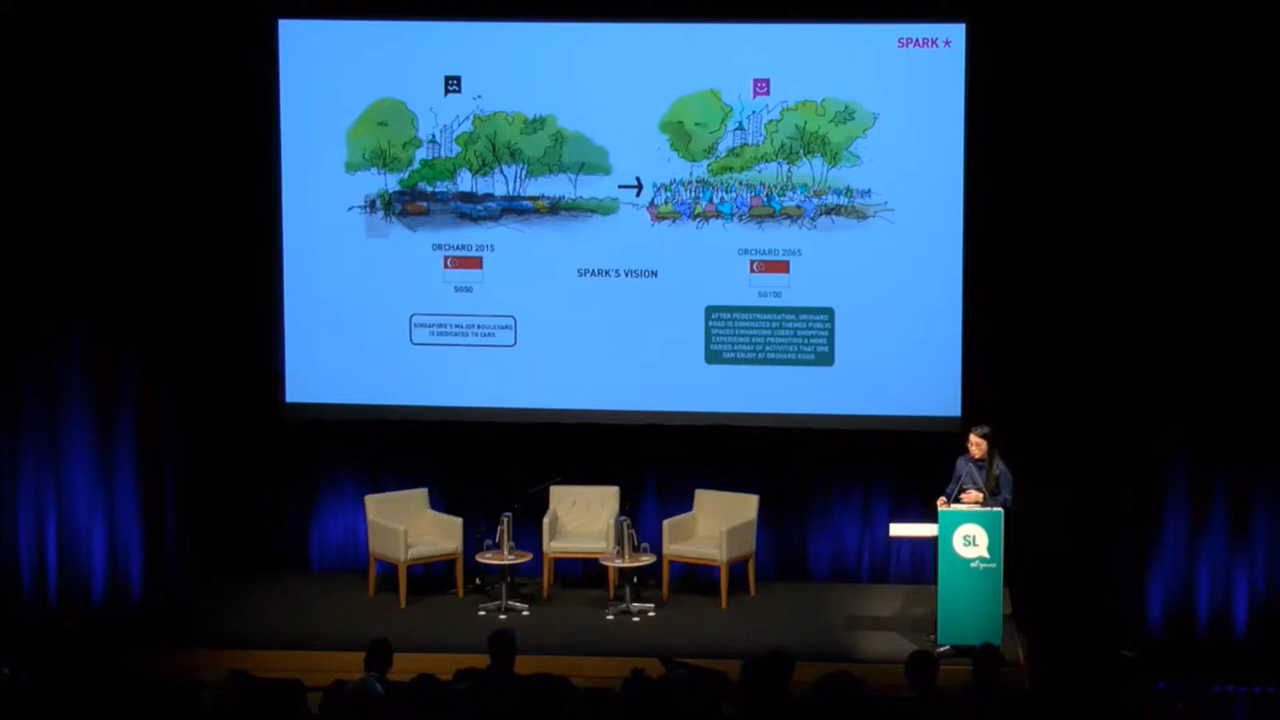 SPARK
ORCHARD 2015
SG50
SPARK'S VISION
ORCHARD 2065
SG100
SINGAPORE'S MAJOR BOULEVARD
IS DEDICATED TO CARS.
AFTER PEDESTRIANISATION, ORCHARD
ROAD IS DOMINATED BY THEMED PUBLIC
SPACES ENHANCING USERS' SHOPPING
EXPERIENCE AND PROMOTING A MORE
VARIED ARRAY OF ACTIVITIES THAT ONE
CAN ENJOY AT ORCHARD ROAD.
SL